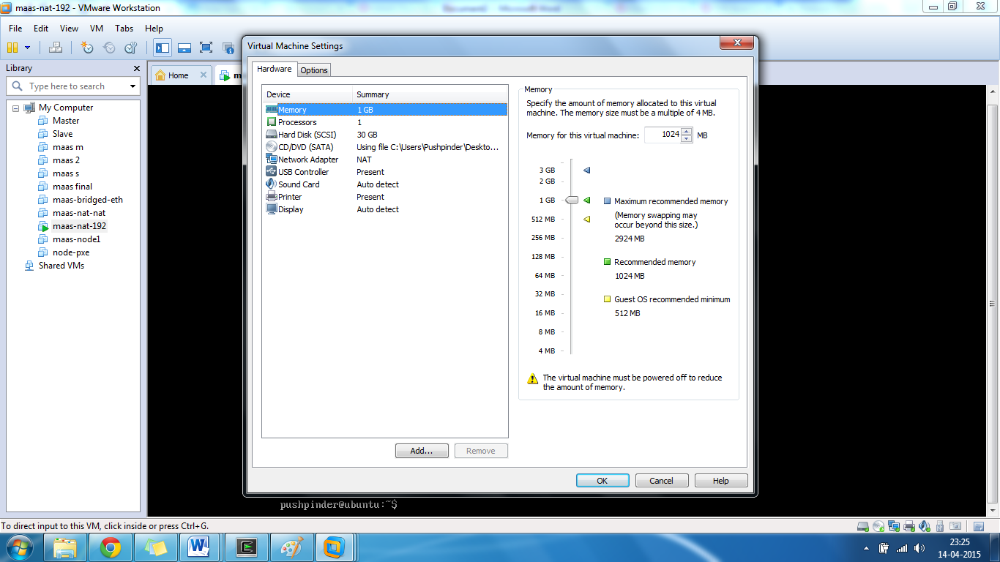 maas-nat-192 - VMware Workstation
File Edit View VM Tabs Help
Library
Type here to search
My Computer
Master
Slave
maas m
maas 2
maas s
maas final
maas-bridged-eth
maas-nat-nat
maas-nat-192
maas-node1
node-pxe
Shared VMs
Home
Virtual Machine Settings
Hardware Options
Device Summary
Memory 1 GB
Processors 1
Hard Disk (SCSI) 30 GB
CD/DVD (SATA) Using file C:\Users\Pushpinder\Deskto...
Network Adapter NAT
USB Controller Present
Sound Card Auto detect
Printer Present
Display Auto detect
Add... Remove
Memory
Specify the amount of memory allocated to this virtual
machine. The memory size must be a multiple of 4 MB.
Memory for this virtual machine: 1024 MB
3 GB
2 GB
1 GB
512 MB
256 MB
128 MB
64 MB
32 MB
16 MB
8 MB
4 MB
Maximum recommended memory
(Memory swapping may
occur beyond this size.)
2924 MB
Recommended memory
1024 MB
Guest OS recommended minimum
512 MB
The virtual machine must be powered off to reduce
the amount of memory.
OK Cancel Help
pushpinder@ubuntu:~$
To direct input to this VM, click inside or press Ctrl+G.
23:25
14-04-2015